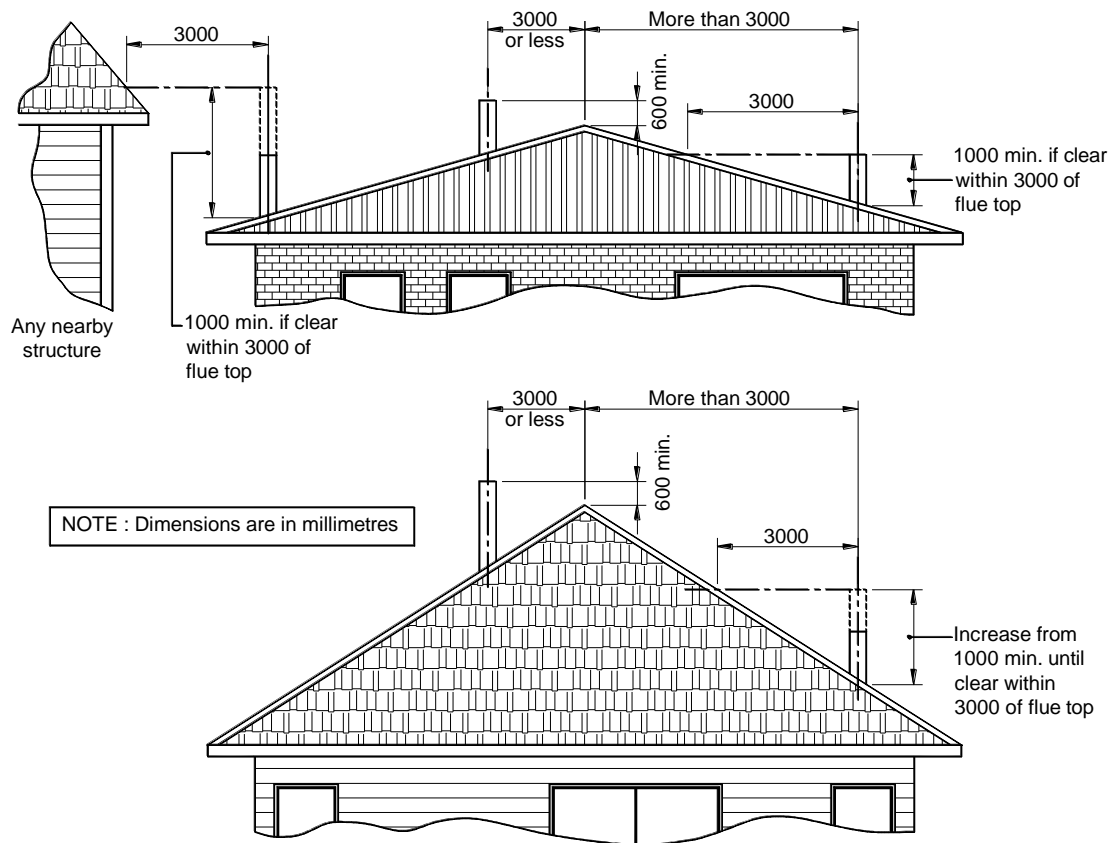 3000
3000
or less
More than 3000
600 min.
3000
1000 min. if clear
within 3000 of
flue top
Any nearby
structure
1000 min. if clear
within 3000 of
flue top
3000
or less
More than 3000
600 min.
NOTE : Dimensions are in millimetres
3000
Increase from
1000 min. until
clear within
3000 of flue top